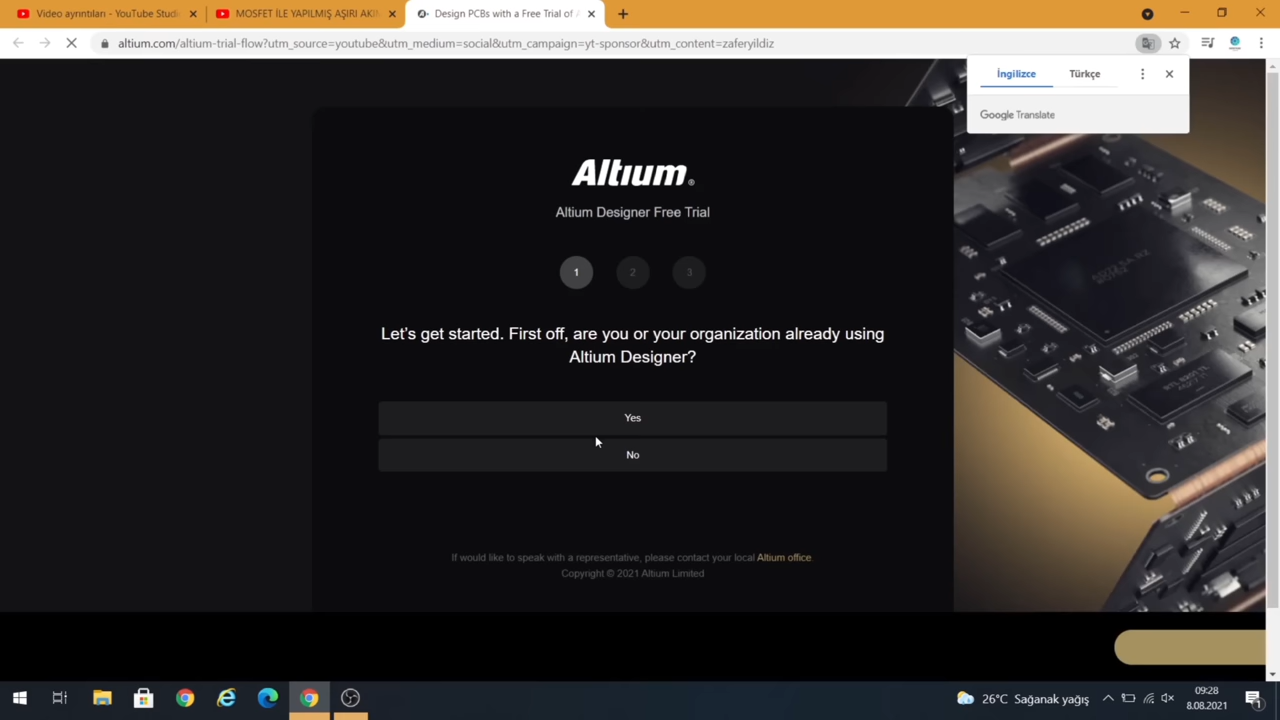 Video ayrıntıları - YouTube Studi
MOSFET İLE YAPILMIŞ AŞIRI AKI
Design PCBs with a Free Trial of A
altium.com/altium-trial-flow?utm_source=youtube&utm_medium=social&utm_campaign=yt-sponsor&utm_content=zaferyildiz
İngilizce
Türkçe
Google Translate
Altium®
Altium Designer Free Trial
1 2 3
Let's get started. First off, are you or your organization already using
Altium Designer?
Yes
No
If would like to speak with a representative, please contact your local Altium office
Copyright © 2021 Altium Limited
26°C Sağanak yağış
09:28
8.08.2021
1